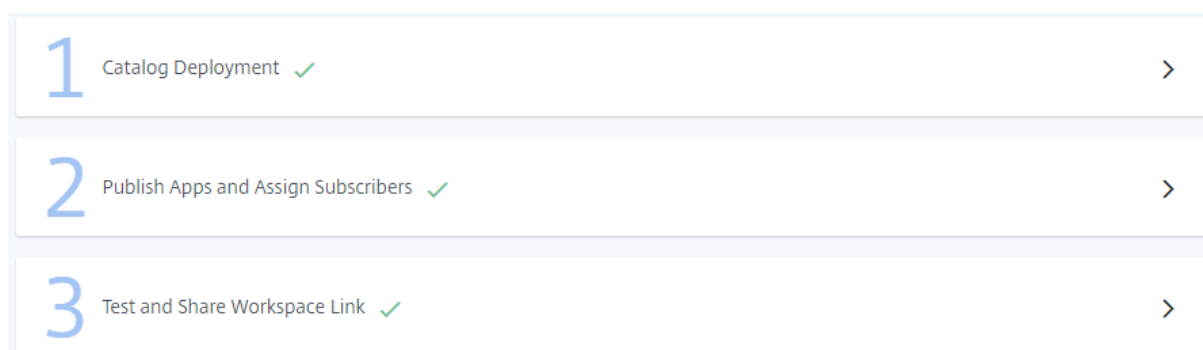 1 Catalog Deployment
2 Publish Apps and Assign Subscribers
3 Test and Share Workspace Link